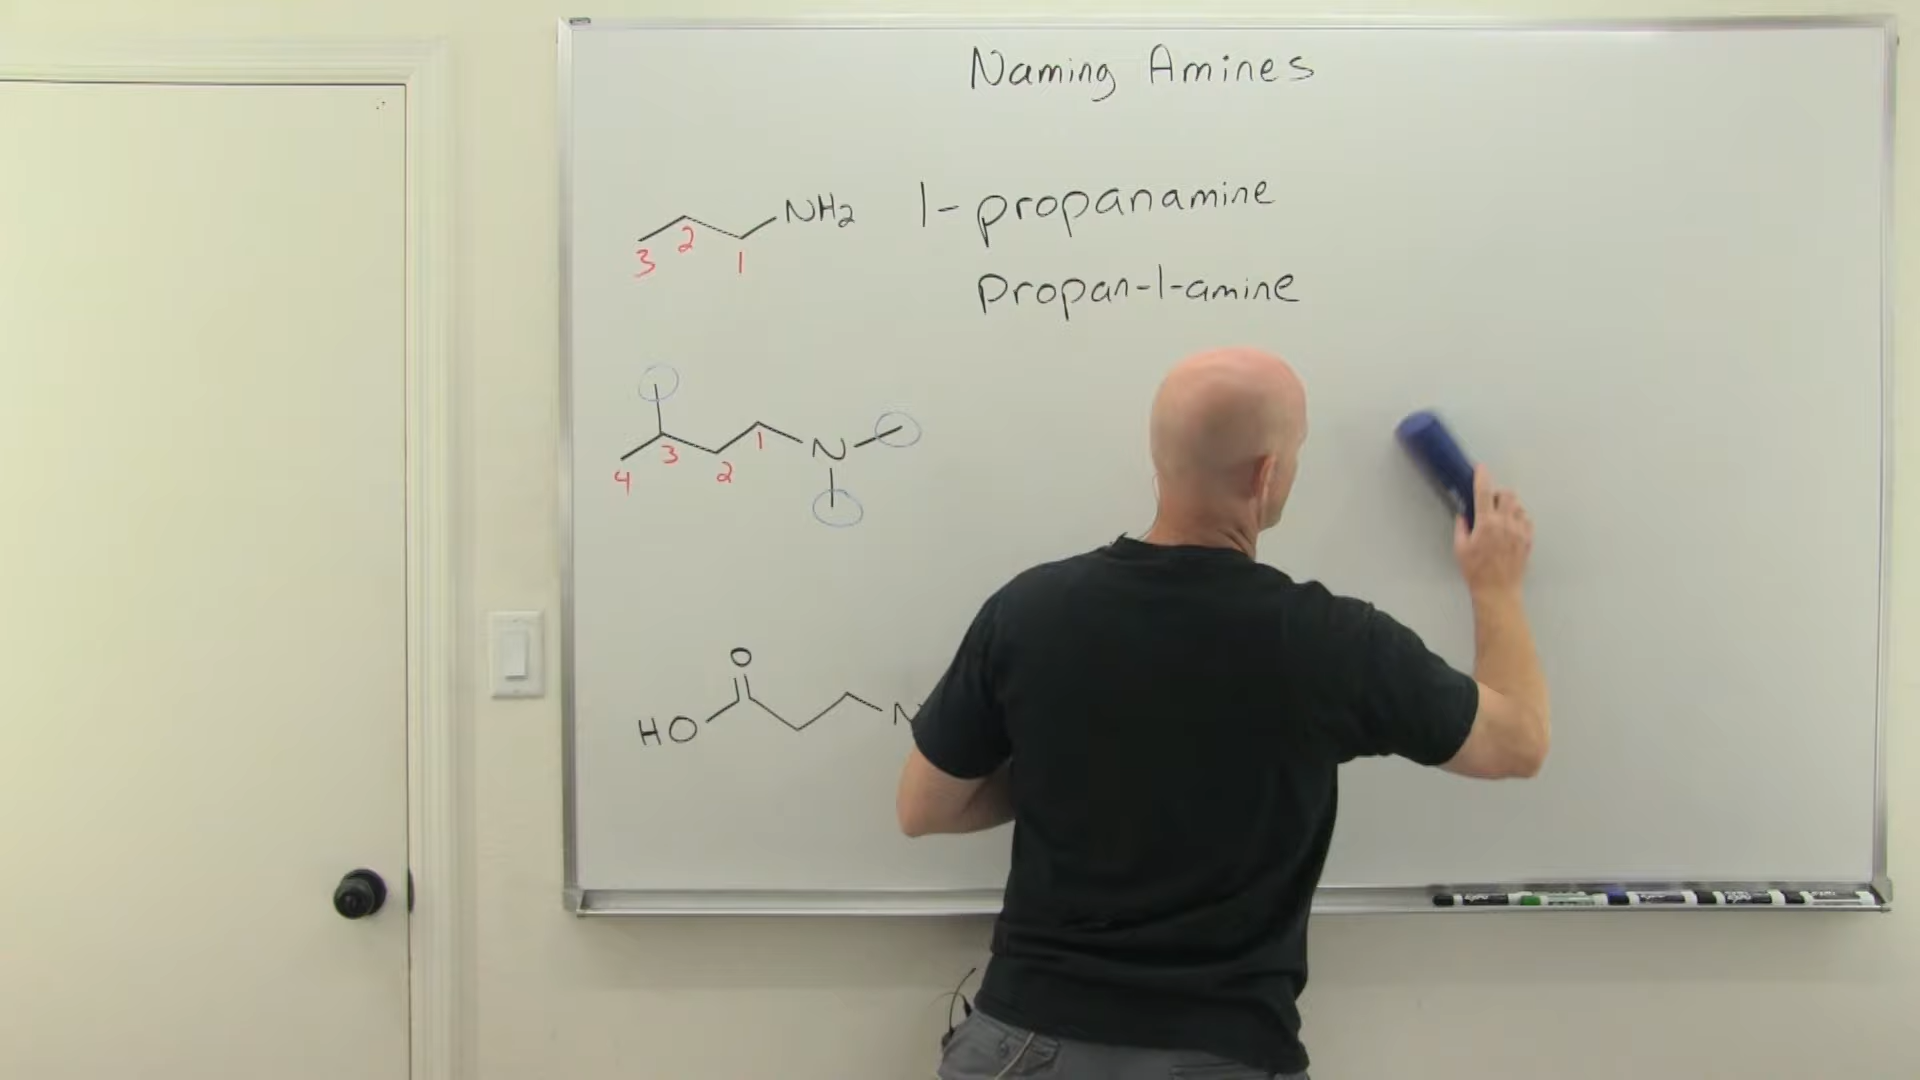 Naming Amines
NH2
3 2 1
1-propanamine
propan-1-amine
4 3 2 1
N
O
HO
N